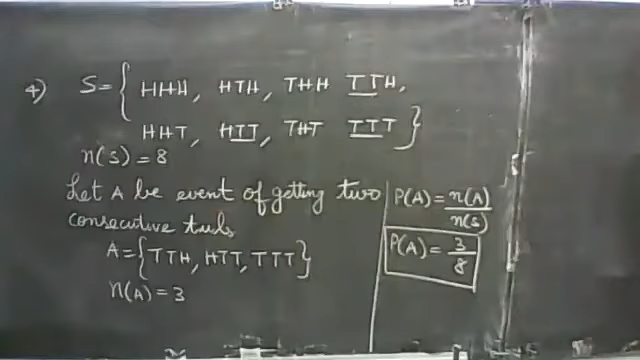 4) S={ HHH, HTH, THH TTH,
HHT, HTT, THT TTT }
n(s)=8
Let A be event of getting two
consecutive tails
A={TTH, HTT, TTT}
n(A)=3
P(A)=n(A)/n(s)
P(A)=3/8